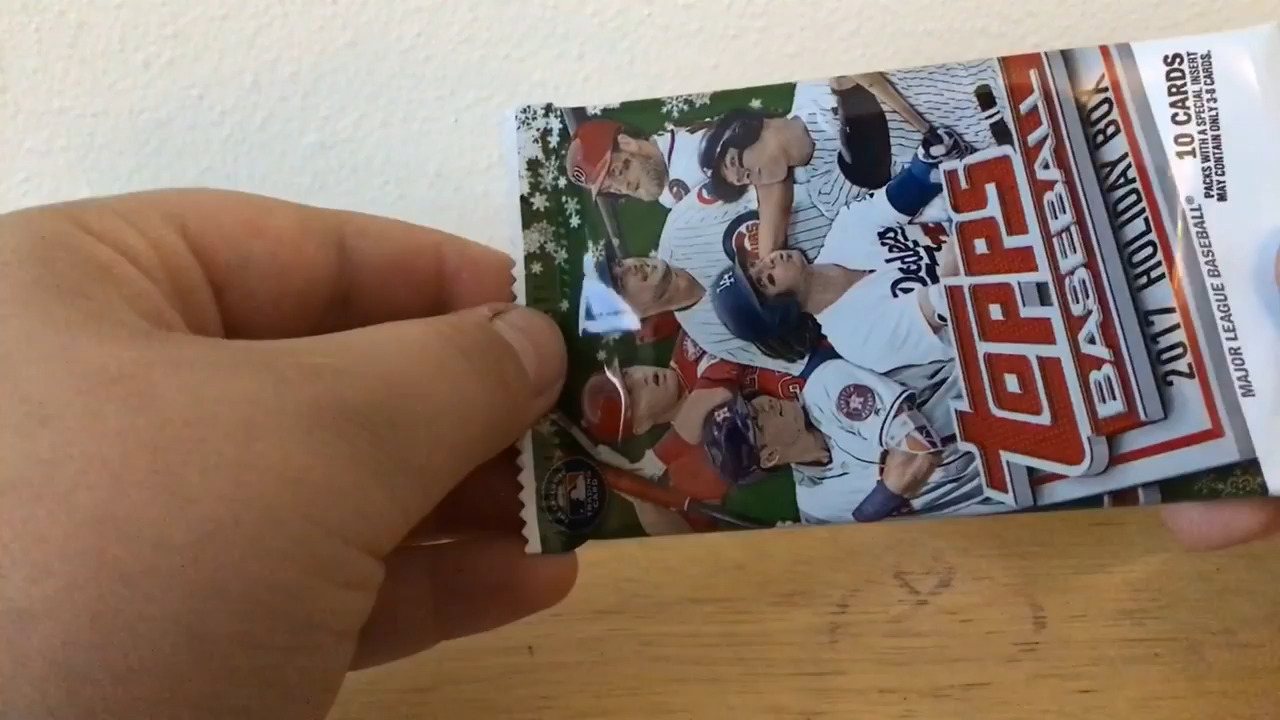 TOPPS
BASEBALL
2017 HOLIDAY BOX
MAJOR LEAGUE BASEBALL®
10 CARDS
PACKS WITH A SPECIAL INSERT
MAY CONTAIN ONLY 3-8 CARDS.
Dodgers